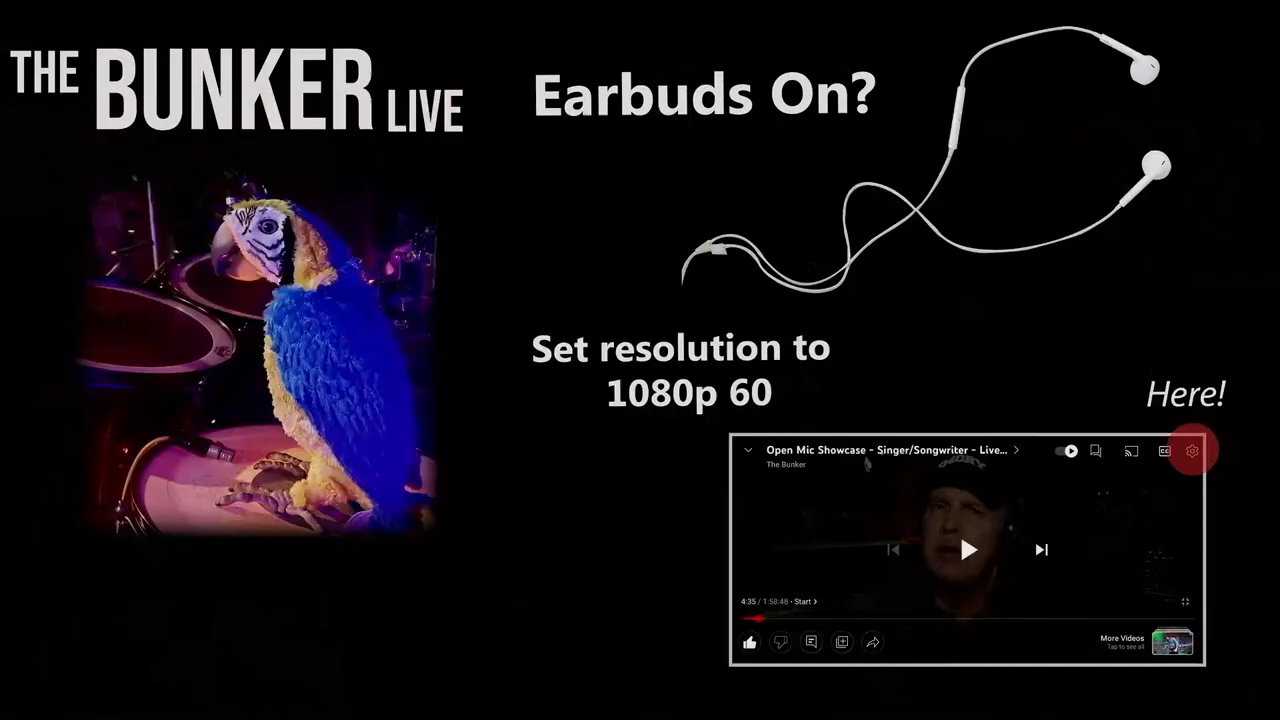 THE BUNKER LIVE
Earbuds On?
Set resolution to
1080p 60
Here!
Open Mic Showcase - Singer/Songwriter - Live...
The Bunker
CC
4:35 / 1:58:48 • Start
More Videos
Tap to see all